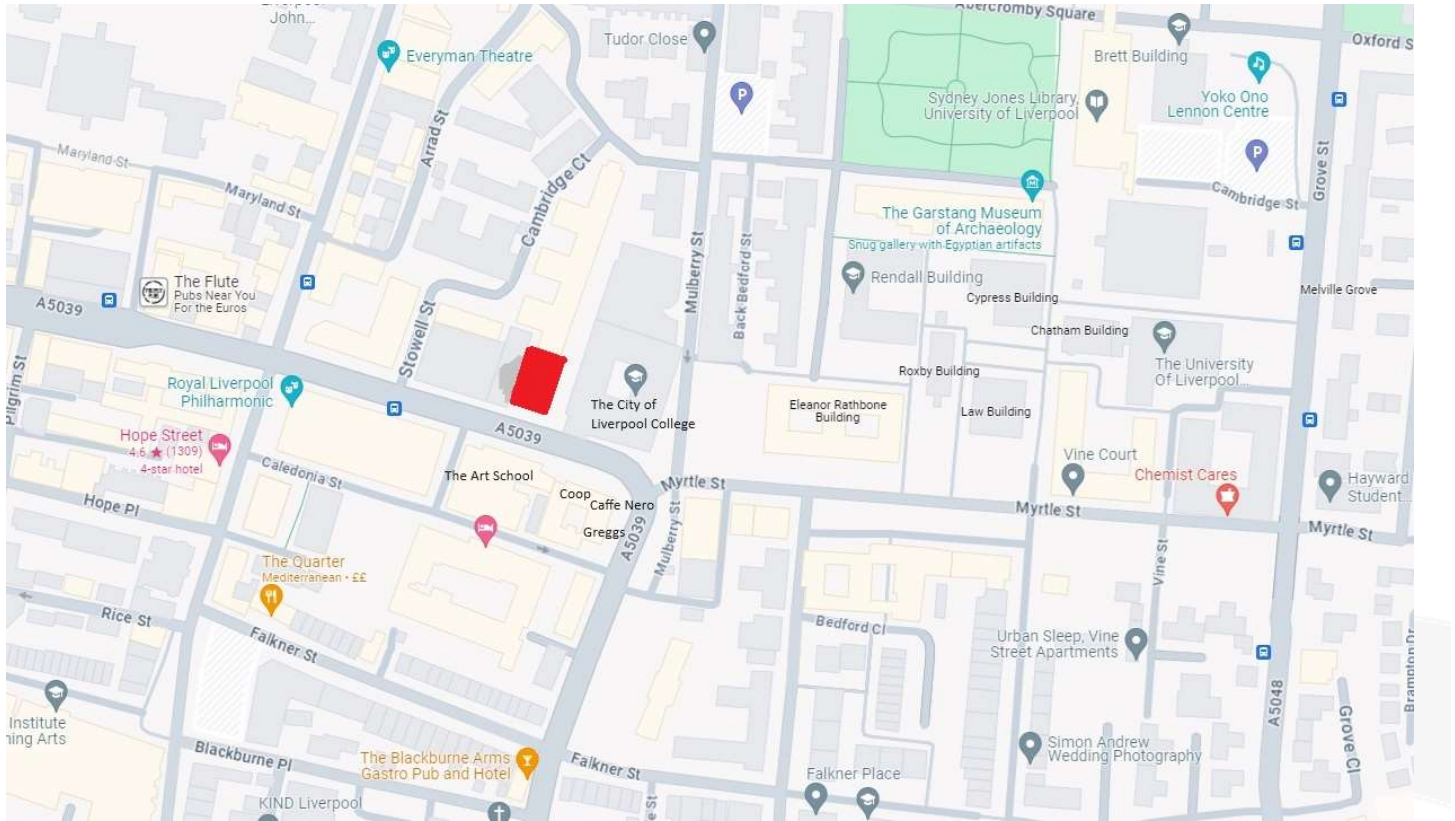 John...
Tudor Close
Abercromby Square
Brett Building
Oxford S
Everyman Theatre
Yoko Ono
Lennon Centre
P
Sydney Jones Library,
University of Liverpool
P
Arrad St
Maryland St
Maryland St
Cambridge Ct
Cambridge St
Grove St
The Garstang Museum
of Archaeology
Snug gallery with Egyptian artifacts
Mulberry St
Back Bedford St
Rendall Building
Cypress Building
Melville Grove
The Flute
Pubs Near You
For the Euros
A5039
Stowell St
Chatham Building
The University
Of Liverpool...
Roxby Building
Pilgrim St
Royal Liverpool
Philharmonic
The City of
Liverpool College
Eleanor Rathbone
Building
Law Building
A5039
Hope Street
4.6 ★ (1309)
4-star hotel
Caledonia St
The Art School
Vine Court
Chemist Cares
Hayward
Student...
Hope Pl
Coop
Caffe Nero
Greggs
Myrtle St
Myrtle St
Myrtle St
A5039
Mulberry St
Vine St
The Quarter
Mediterranean • ££
Rice St
Falkner St
Bedford Cl
Urban Sleep, Vine
Street Apartments
Brampton Dr
Institute
ning Arts
A5048
Grove Cl
Blackburne Pl
The Blackburne Arms
Gastro Pub and Hotel
Falkner St
Simon Andrew
Wedding Photography
Falkner Place
KIND Liverpool
e St